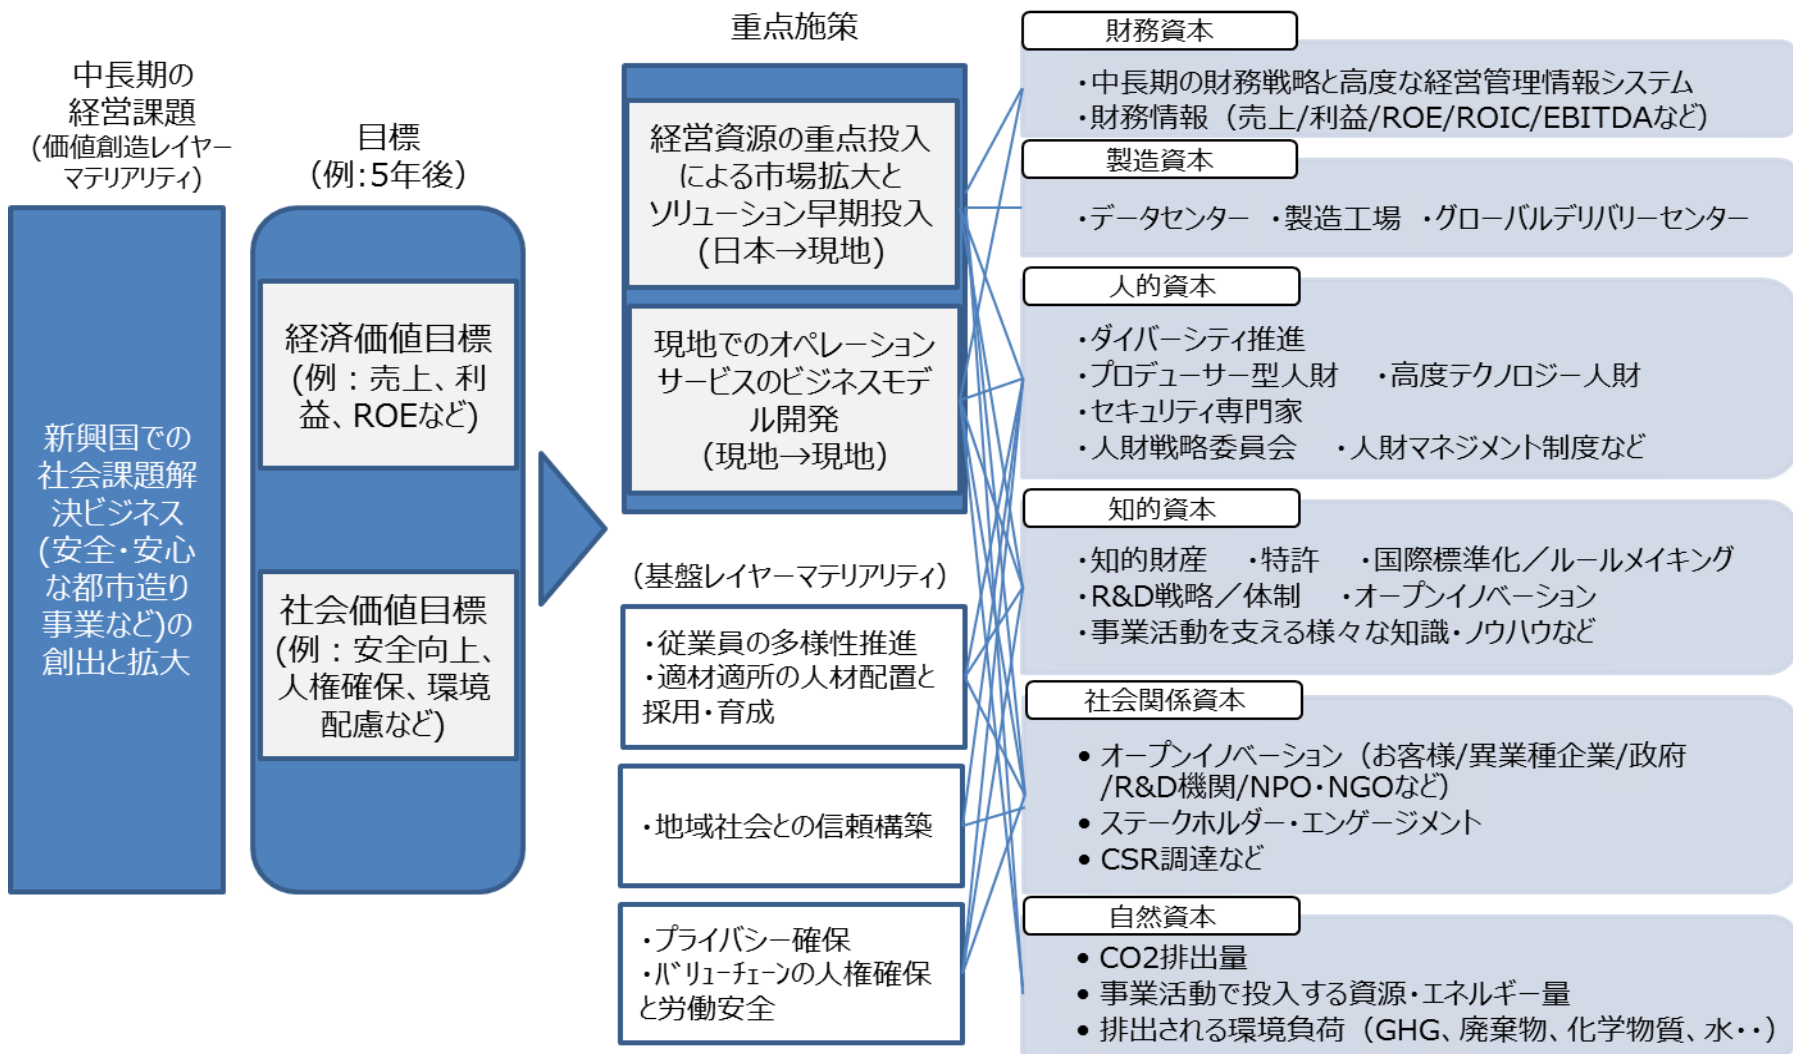 中長期の
経営課題
(価値創造レイヤー
マテリアリティ)
新興国での
社会課題解
決ビジネス
(安全・安心
な都市造り
事業など)の
創出と拡大
目標
(例:5年後)
経済価値目標
(例:売上、利
益、ROEなど)
社会価値目標
(例:安全向上、
人権確保、環境
配慮など)
重点施策
経営資源の重点投入
による市場拡大と
ソリューション早期投入
(日本→現地)
現地でのオペレーション
サービスのビジネスモデ
ル開発
(現地→現地)
(基盤レイヤーマテリアリティ)
・従業員の多様性推進
・適材適所の人材配置と
採用・育成
・地域社会との信頼構築
・プライバシー確保
・バリューチェーンの人権確保
と労働安全
財務資本
・中長期の財務戦略と高度な経営管理情報システム
・財務情報(売上/利益/ROE/ROIC/EBITDAなど)
製造資本
・データセンター ・製造工場 ・グローバルデリバリーセンター
人的資本
・ダイバーシティ推進
・プロデューサー型人財 ・高度テクノロジー人財
・セキュリティ専門家
・人財戦略委員会 ・人財マネジメント制度など
知的資本
・知的財産 ・特許 ・国際標準化／ルールメイキング
・R&D戦略／体制 ・オープンイノベーション
・事業活動を支える様々な知識・ノウハウなど
社会関係資本
• オープンイノベーション(お客様/異業種企業/政府
/R&D機関/NPO・NGOなど)
• ステークホルダー・エンゲージメント
• CSR調達など
自然資本
• CO2排出量
• 事業活動で投入する資源・エネルギー量
• 排出される環境負荷(GHG、廃棄物、化学物質、水・・)